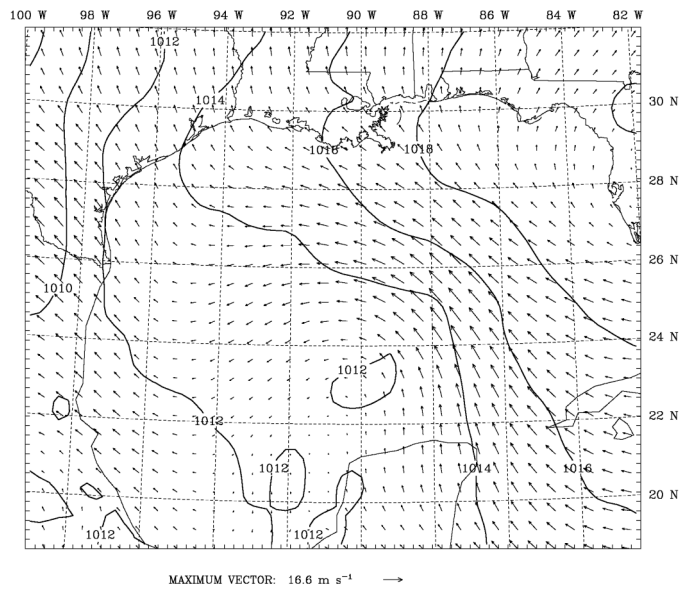 100 W 98 W 96 W 94 W 92 W 90 W 88 W 86 W 84 W 82 W
1012
30 N
1014
1016 1018
28 N
26 N
1010
24 N
1012
22 N
1012
1012 1014 1016
20 N
1012 1012
MAXIMUM VECTOR: 16.6 m s⁻¹